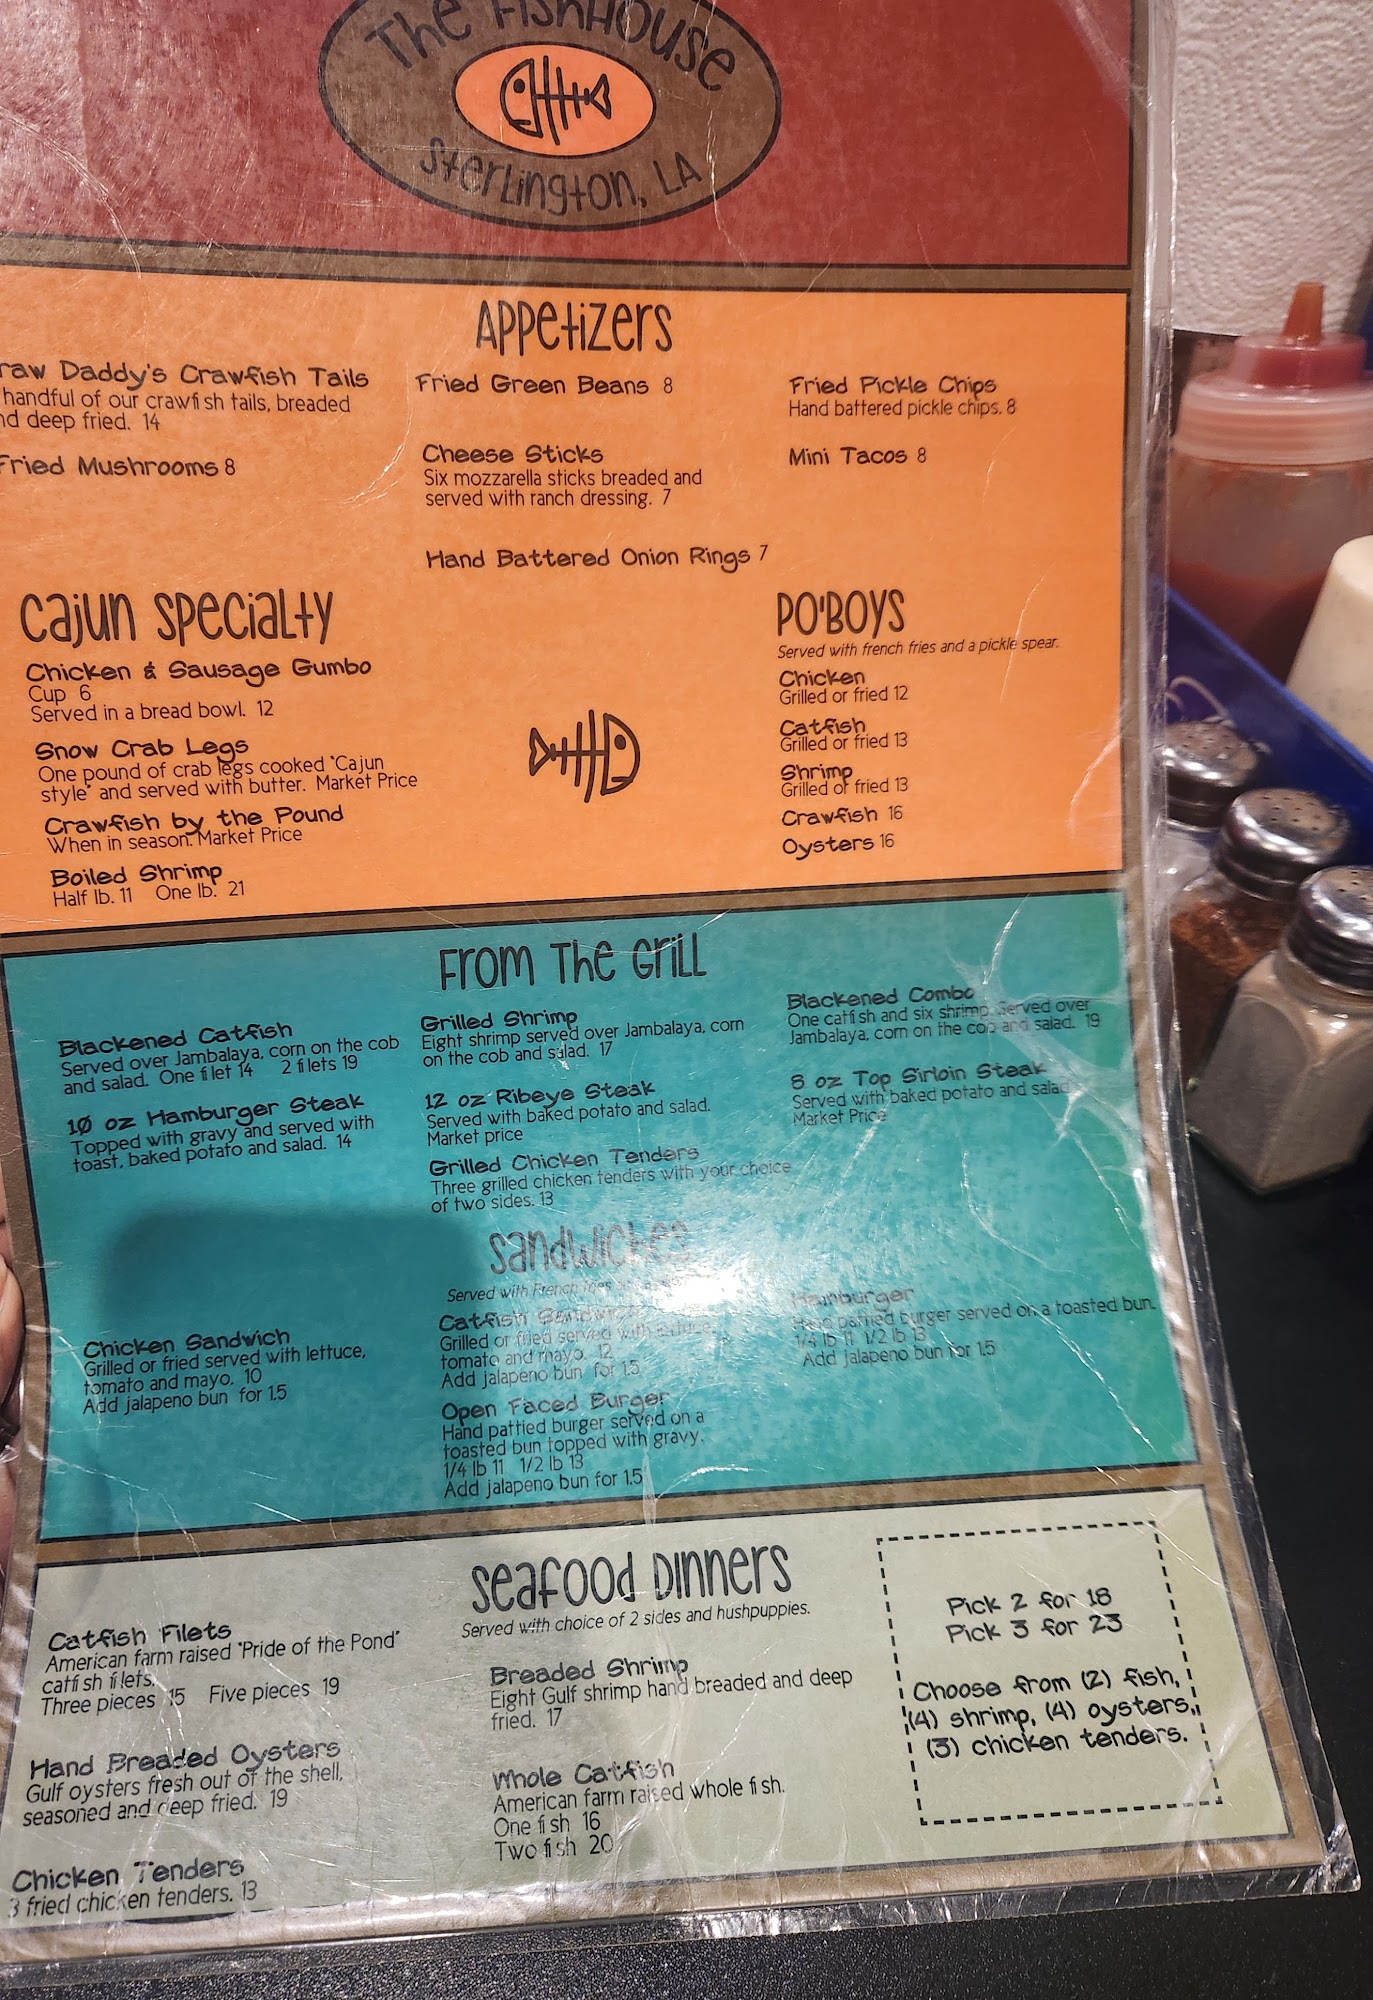 The FisHHouse
Sterlington, LA
Appetizers
raw Daddy's Crawfish Tails
handful of our crawfish tails, breaded
nd deep fried. 14
Fried Mushrooms 8
Fried Green Beans 8
Cheese Sticks
Six mozzarella sticks breaded and
served with ranch dressing. 7
Hand Battered Onion Rings 7
Fried Pickle Chips
Hand battered pickle chips. 8
Mini Tacos 8
Cajun Specialty
Chicken & Sausage Gumbo
Cup 6
Served in a bread bowl. 12
Snow Crab Legs
One pound of crab legs cooked "Cajun
style" and served with butter. Market Price
Crawfish by the Pound
When in season. Market Price
Boiled Shrimp
Half lb. 11 One lb. 21
PO'BOYS
Served with french fries and a pickle spear.
Chicken
Grilled or fried 12
Catfish
Grilled or fried 13
Shrimp
Grilled or fried 13
Crawfish 16
Oysters 16
From The Grill
Blackened Catfish
Served over Jambalaya, corn on the cob
and salad. One filet 14 2 filets 19
10 oz Hamburger Steak
Topped with gravy and served with
toast, baked potato and salad. 14
Grilled Shrimp
Eight shrimp served over Jambalaya, corn
on the cob and salad. 17
12 oz Ribeye Steak
Served with baked potato and salad.
Market price
Grilled Chicken Tenders
Three grilled chicken tenders with your choice
of two sides. 13
Blackened Combo
One catfish and six shrimp. Served over
Jambalaya, corn on the cob and salad. 19
8 oz Top Sirloin Steak
Served with baked potato and salad
Market Price
Sandwiches
Served with French fries
Chicken Sandwich
Grilled or fried served with lettuce,
tomato and mayo. 10
Add jalapeno bun for 1.5
Catfish Sandwich
Grilled or fried served with lettuce
tomato and mayo. 12
Add jalapeno bun for 1.5
Open Faced Burger
Hand pattied burger served on a
toasted bun topped with gravy.
1/4 lb 11 1/2 lb 13
Add jalapeno bun for 1.5
Hamburger
Hand pattied burger served on a toasted bun.
1/4 lb 11 1/2 lb 13
Add jalapeno bun for 1.5
Seafood Dinners
Served with choice of 2 sides and hushpuppies.
Catfish Filets
American farm raised "Pride of the Pond"
catfish filets.
Three pieces 15 Five pieces 19
Hand Breaded Oysters
Gulf oysters fresh out of the shell,
seasoned and deep fried. 19
Chicken Tenders
3 fried chicken tenders. 13
Breaded Shrimp
Eight Gulf shrimp hand breaded and deep
fried. 17
Whole Catfish
American farm raised whole fish.
One fish 16
Two fish 20
Pick 2 for 18
Pick 3 for 23
Choose from (2) fish,
(4) shrimp, (4) oysters,
(3) chicken tenders.